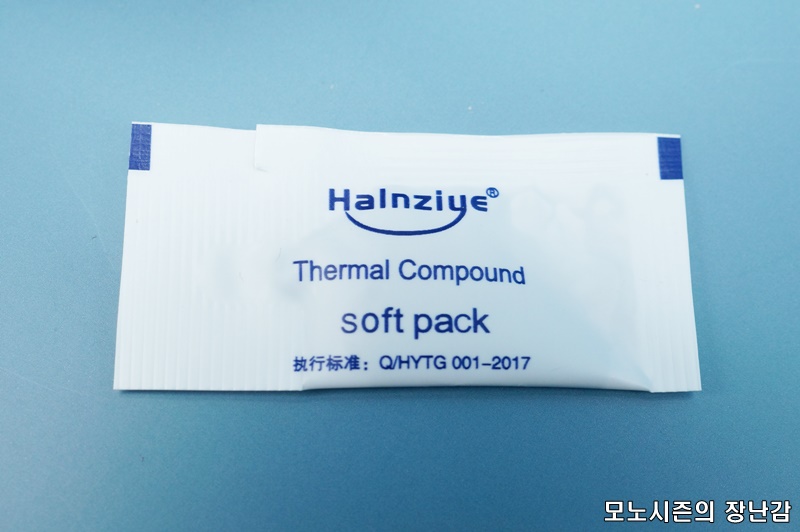 Halnziye®
Thermal Compound
soft pack
执行标准：Q/HYTG 001-2017
모노시즌의 장난감